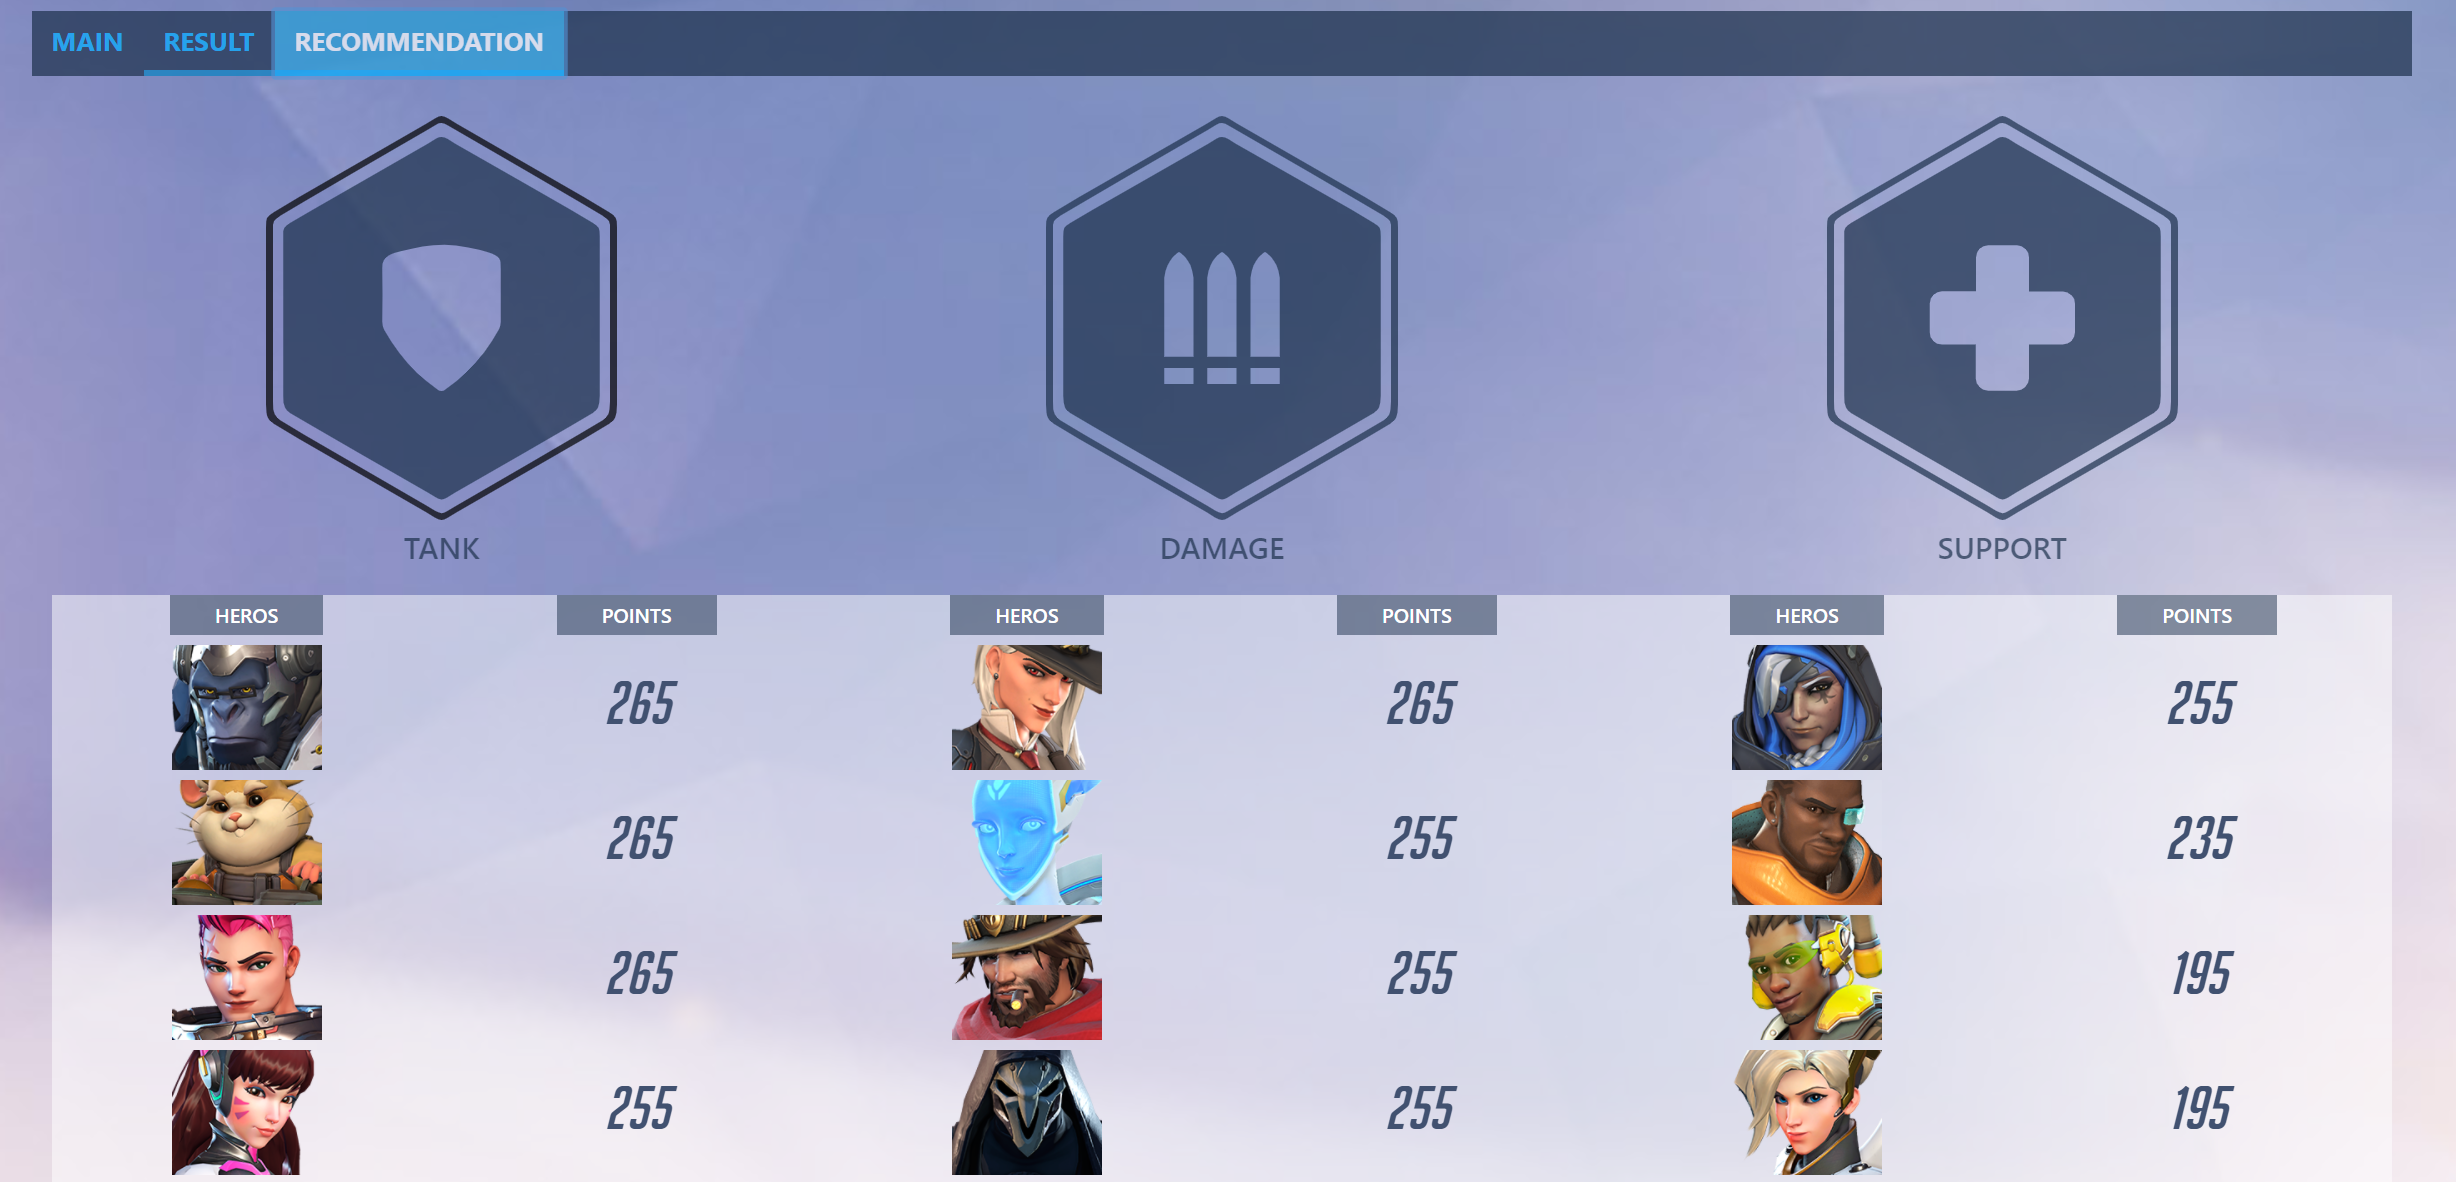 MAIN RESULT RECOMMENDATION
TANK DAMAGE SUPPORT
HEROS POINTS HEROS POINTS HEROS POINTS
265 265 255
265 255 235
265 255 195
255 255 195